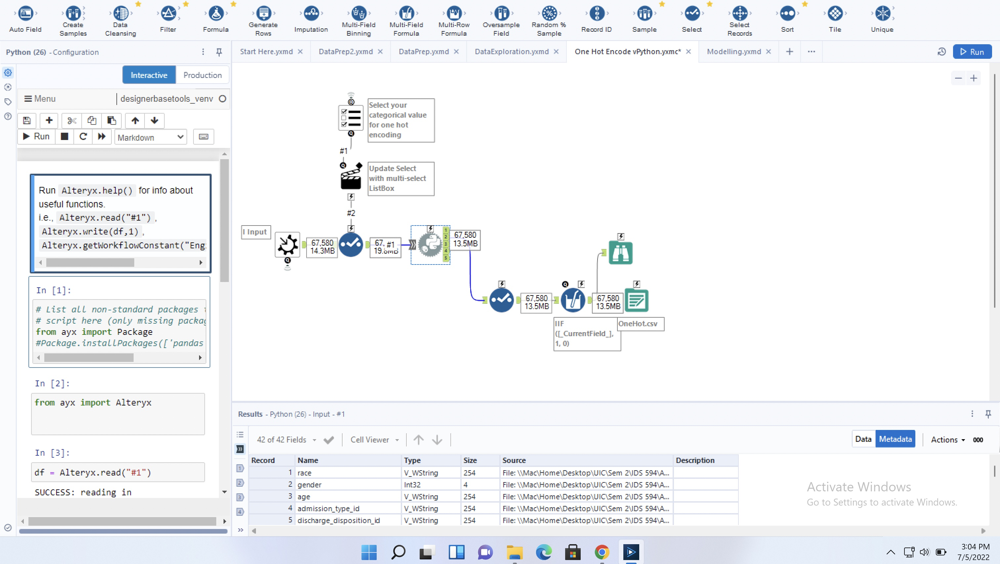 Auto Field
Create Samples
Data Cleansing
Filter
Formula
Generate Rows
Imputation
Multi-Field Binning
Multi-Field Formula
Multi-Row Formula
Oversample Field
Random % Sample
Record ID
Sample
Select
Select Records
Sort
Tile
Unique
Python (26) - Configuration
Start Here.yxmd
DataPrep2.yxmd
DataPrep.yxmd
DataExploration.yxmd
One Hot Encode vPython.yxmc*
Modelling.yxmd
Run
Interactive
Production
Menu
designerbasetools_venv
Run
Markdown
Run Alteryx.help() for info about
useful functions.
i.e., Alteryx.read("#1") ,
Alteryx.write(df,1) ,
Alteryx.getWorkflowConstant("Eng
In [1]:
# List all non-standard packages
# script here (only missing packag
from ayx import Package
#Package.installPackages(['pandas
In [2]:
from ayx import Alteryx
In [3]:
df = Alteryx.read("#1")
SUCCESS: reading in
Select your
categorical value
for one hot
encoding
#1
Update Select
with multi-select
ListBox
#2
I Input
67,580
14.3MB
67, #1
19.8MB
1
2
3
4
5
67,580
13.5MB
67,580
13.5MB
67,580
13.5MB
IIF
([_CurrentField_],
1, 0)
OneHot.csv
Results - Python (26) - Input - #1
42 of 42 Fields
Cell Viewer
Data
Metadata
Actions
000
1
2
3
4
Record Name Type Size Source Description
1 race V_WString 254 File: \\Mac\Home\Desktop\UIC\Sem 2\IDS 594\A...
2 gender Int32 4 File: \\Mac\Home\Desktop\UIC\Sem 2\IDS 594\A...
3 age V_WString 254 File: \\Mac\Home\Desktop\UIC\Sem 2\IDS 594\A...
4 admission_type_id V_WString 254 File: \\Mac\Home\Desktop\UIC\Sem 2\IDS 594\A...
5 discharge_disposition_id V_WString 254 File: \\Mac\Home\Desktop\UIC\Sem 2\IDS 594\A...
Activate Windows
Go to Settings to activate Windows.
3:04 PM
7/5/2022